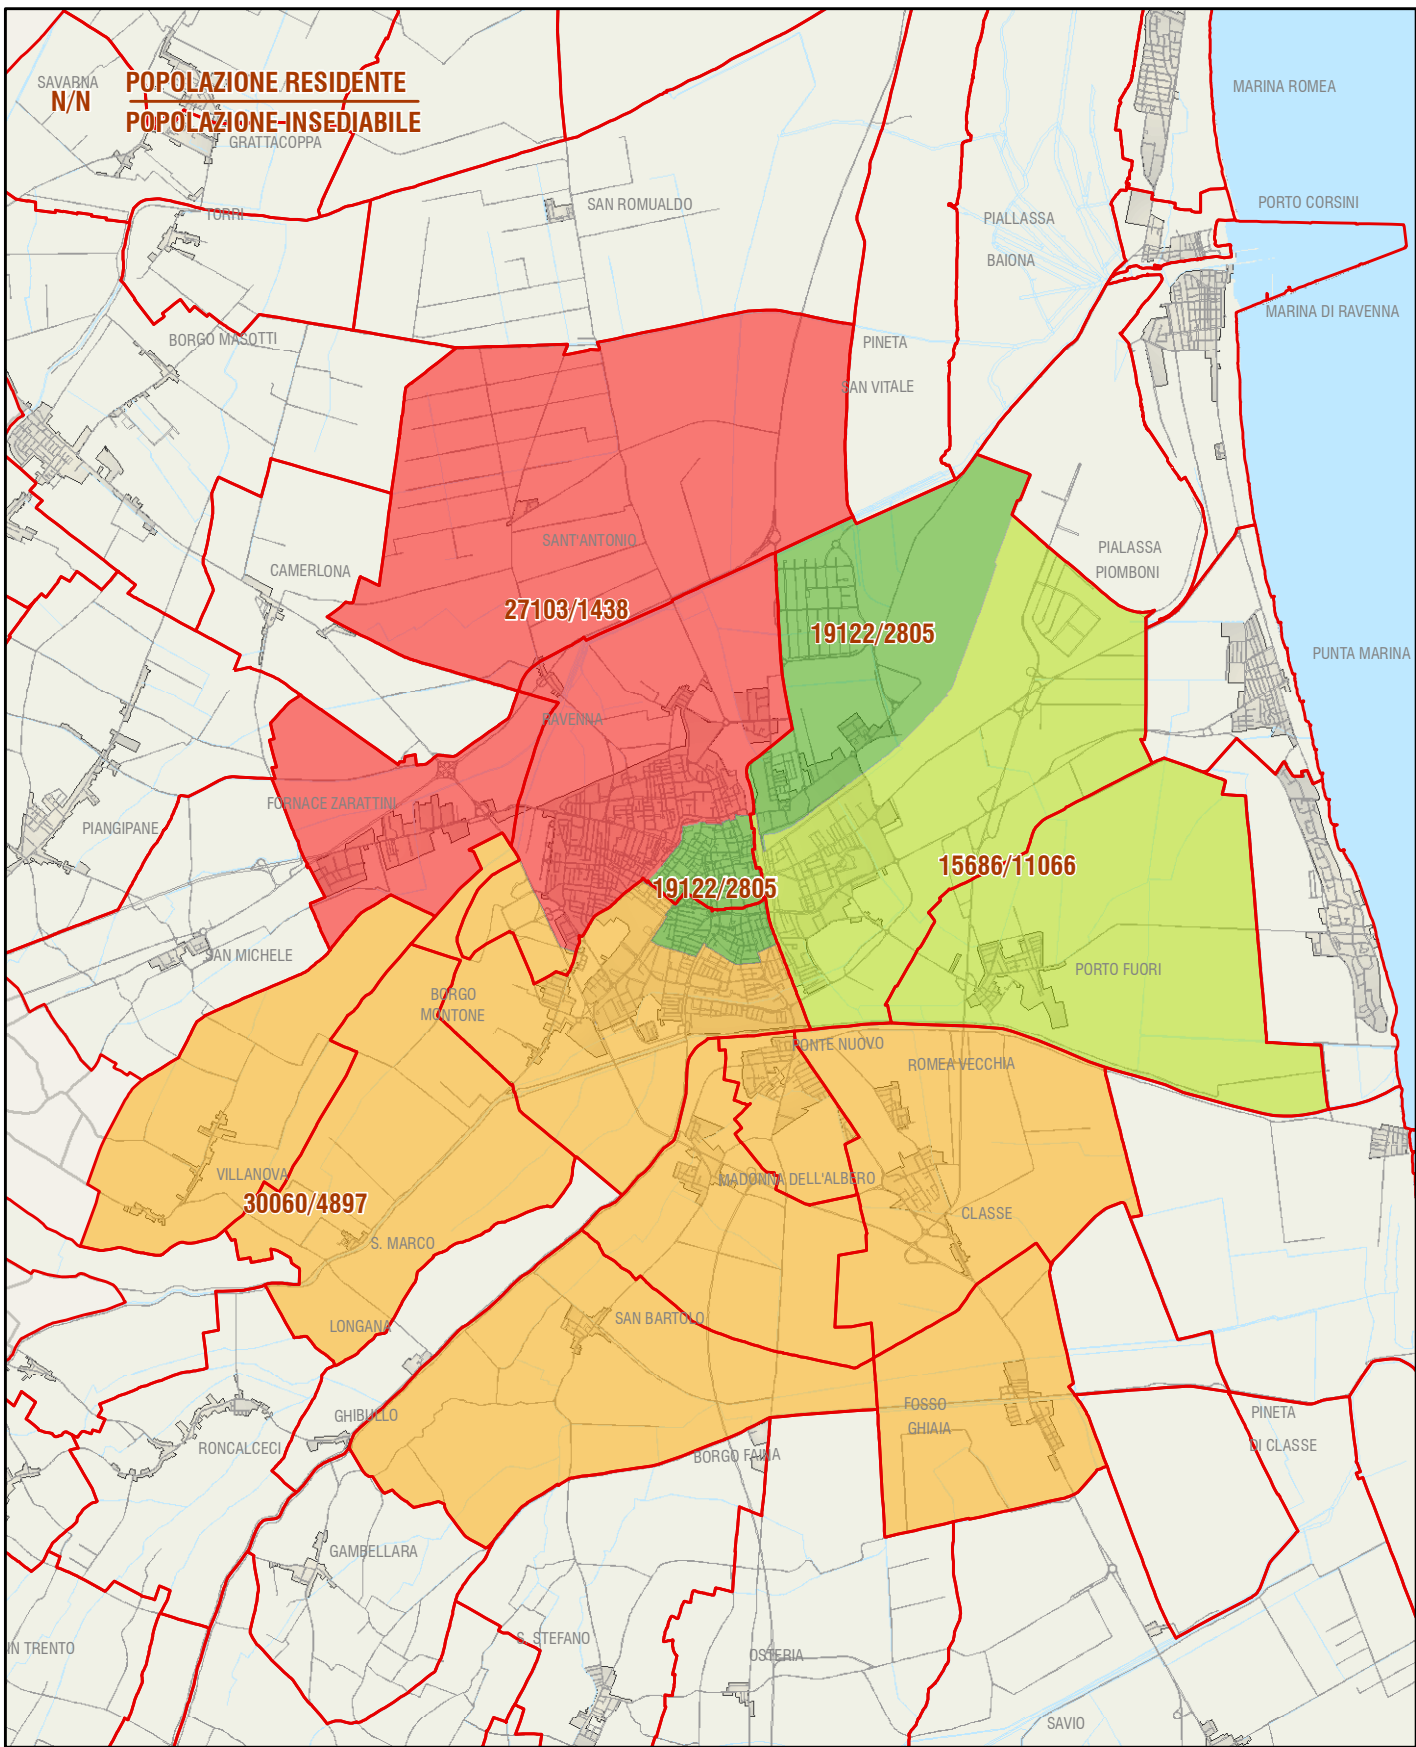 SAVARNA
N/N
POPOLAZIONE RESIDENTE
POPOLAZIONE INSEDIABILE
GRATTACOPPA
MARINA ROMEA
TORRI
SAN ROMUALDO
PIALLASSA
BAIONA
PORTO CORSINI
MARINA DI RAVENNA
BORGO MASOTTI
PINETA
SAN VITALE
SANT'ANTONIO
PIALASSA
PIOMBONI
CAMERLONA
27103/1438
19122/2805
PUNTA MARINA
RAVENNA
FORNACE ZARATTINI
PIANGIPANE
15686/11066
19122/2805
SAN MICHELE
PORTO FUORI
BORGO
MONTONE
PONTE NUOVO
ROMEA VECCHIA
VILLANOVA
MADONNA DELL'ALBERO
30060/4897
CLASSE
S. MARCO
LONGANA
SAN BARTOLO
FOSSO
GHIAIA
GHIBULLO
PINETA
DI CLASSE
RONCALCECI
BORGO FAINA
GAMBELLARA
S. STEFANO
IN TRENTO
OSTERIA
SAVIO